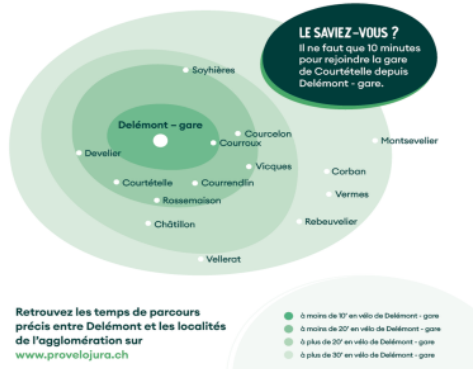 LE SAVIEZ-VOUS ?
Il ne faut que 10 minutes
pour rejoindre la gare
de Courtételle depuis
Delémont - gare.
Soyhières
Delémont – gare
Courcelon
Courroux
Montsevelier
Develier
Vicques
Corban
Courtételle
Courrendlin
Vermes
Rossemaison
Châtillon
Rebeuvelier
Vellerat
Retrouvez les temps de parcours
précis entre Delémont et les localités
de l'agglomération sur
www.provelojura.ch
à moins de 10' en vélo de Delémont - gare
à moins de 20' en vélo de Delémont - gare
à plus de 20' en vélo de Delémont - gare
à plus de 30' en vélo de Delémont - gare